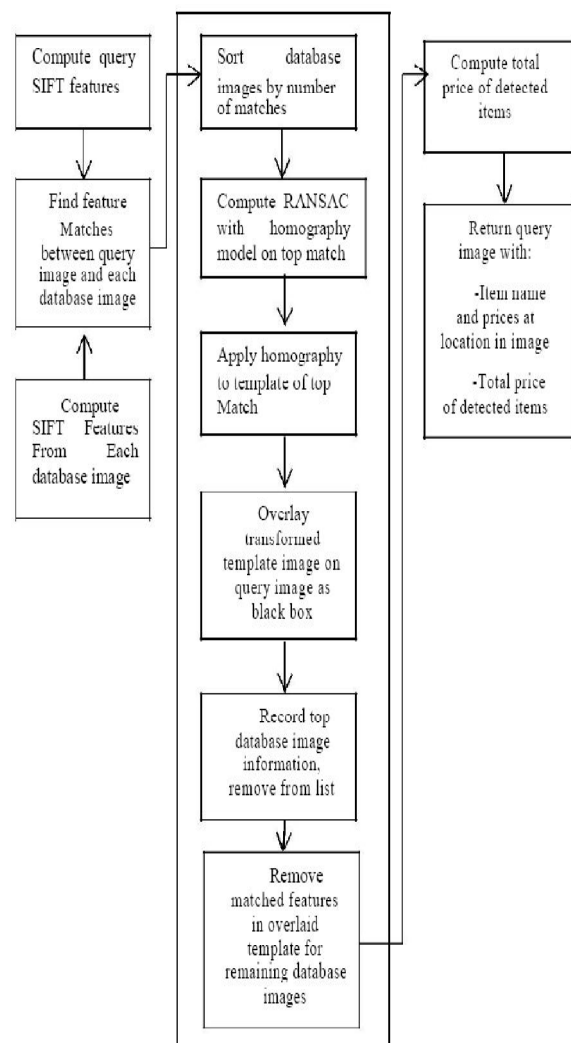 Compute query
SIFT features
Find feature
Matches
between query
image and each
database image
Compute
SIFT Features
From Each
database image
Sort database
images by number
of matches
Compute RANSAC
with homography
model on top match
Apply homography
to template of top
Match
Overlay
transformed
template image on
query image as
black box
Record top
database image
information,
remove from list
Remove
matched features
in overlaid
template for
remaining database
images
Compute total
price of detected
items
Return query
image with:
-Item name
and prices at
location in image
-Total price
of detected items